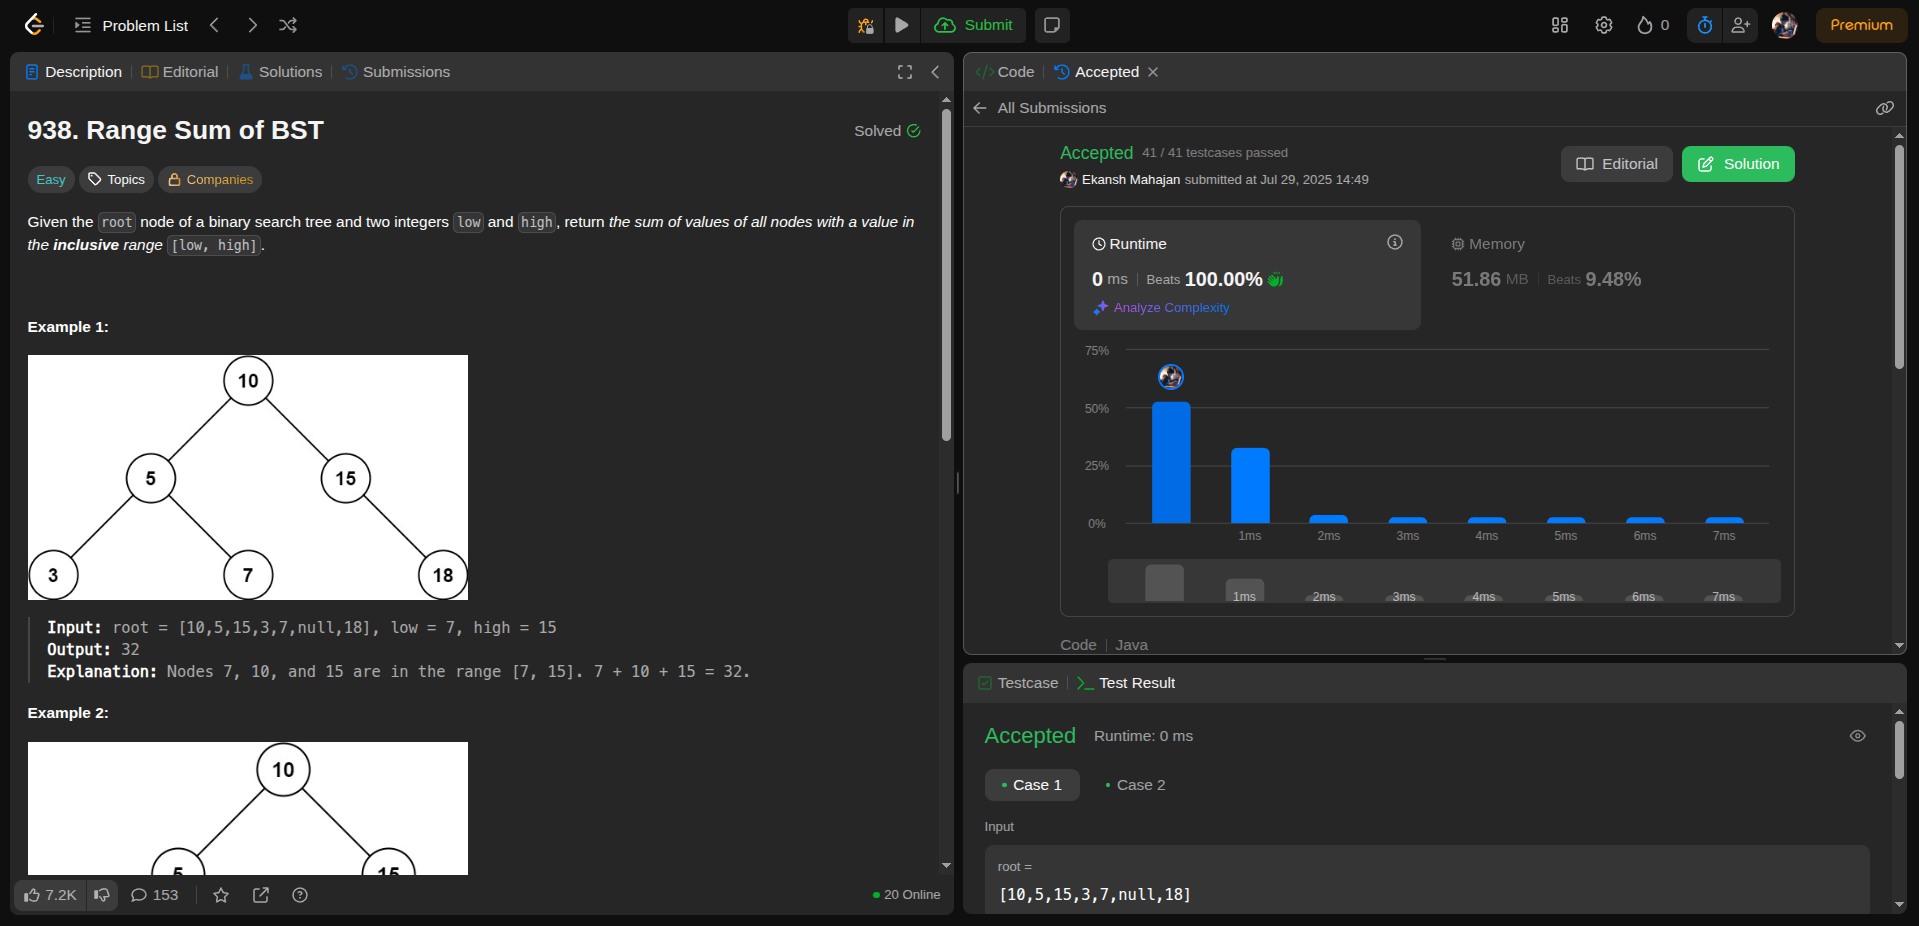 Problem List
Submit
0
Premium
Description
Editorial
Solutions
Submissions
938. Range Sum of BST
Solved
Easy
Topics
Companies
Given the root node of a binary search tree and two integers low and high, return the sum of values of all nodes with a value in
the inclusive range [low, high].
Example 1:
10
5
15
3
7
18
Input: root = [10,5,15,3,7,null,18], low = 7, high = 15
Output: 32
Explanation: Nodes 7, 10, and 15 are in the range [7, 15]. 7 + 10 + 15 = 32.
Example 2:
10
5
15
7.2K
153
20 Online
Code
Accepted
All Submissions
Accepted 41 / 41 testcases passed
Ekansh Mahajan submitted at Jul 29, 2025 14:49
Editorial
Solution
Runtime
0 ms Beats 100.00%
Analyze Complexity
Memory
51.86 MB Beats 9.48%
75%
50%
25%
0%
1ms
2ms
3ms
4ms
5ms
6ms
7ms
1ms
2ms
3ms
4ms
5ms
6ms
7ms
Code
Java
Testcase
Test Result
Accepted
Runtime: 0 ms
Case 1
Case 2
Input
root =
[10,5,15,3,7,null,18]